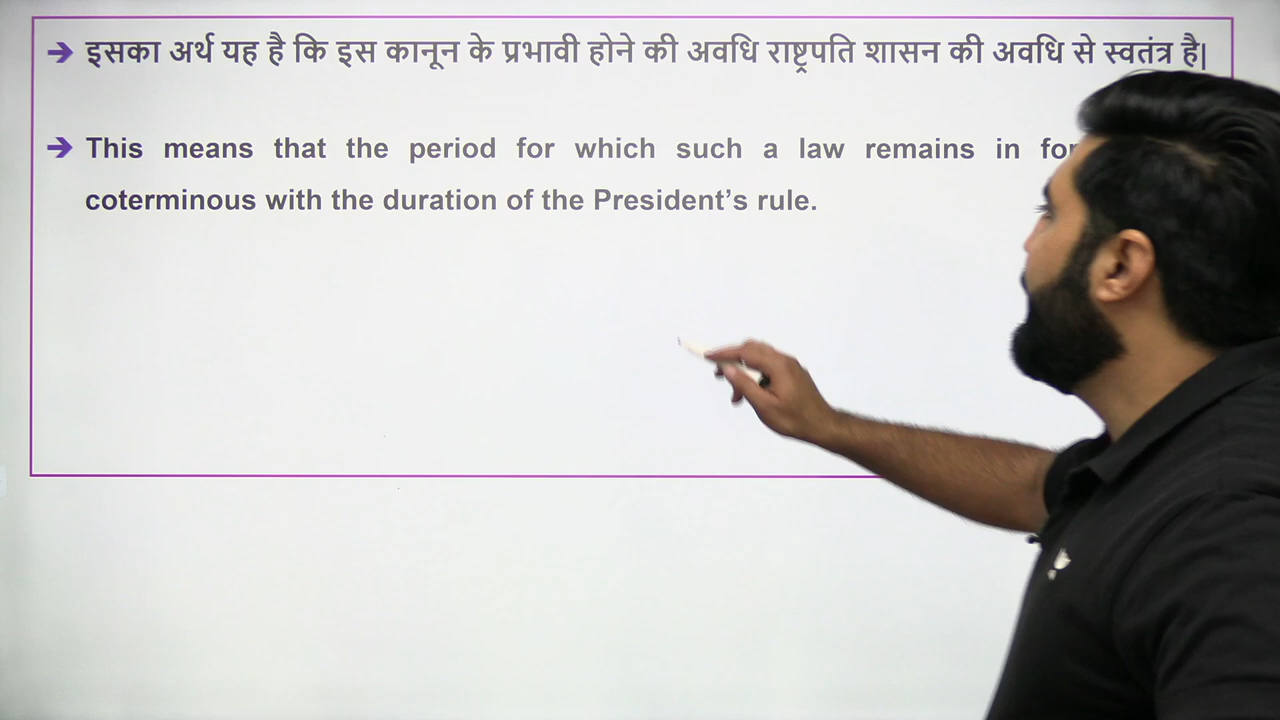 → इसका अर्थ यह है कि इस कानून के प्रभावी होने की अवधि राष्ट्रपति शासन की अवधि से स्वतंत्र है|
→ This means that the period for which such a law remains in
coterminous with the duration of the President’s rule.